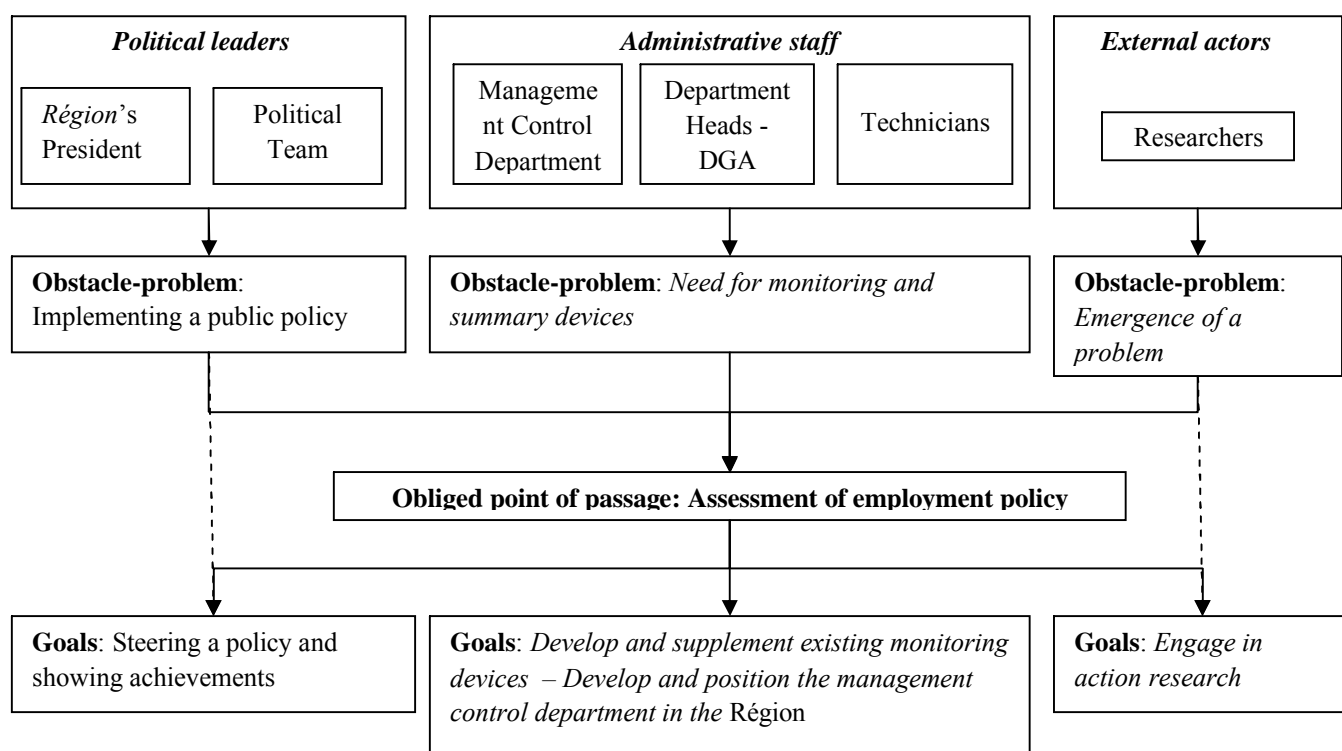 Political leaders
Région's
President
Political
Team
Administrative staff
Manageme
nt Control
Department
Department
Heads -
DGA
Technicians
External actors
Researchers
Obstacle-problem:
Implementing a public policy
Obstacle-problem: Need for monitoring and
summary devices
Obstacle-problem:
Emergence of a
problem
Obliged point of passage: Assessment of employment policy
Goals: Steering a policy and
showing achievements
Goals: Develop and supplement existing monitoring
devices – Develop and position the management
control department in the Région
Goals: Engage in
action research